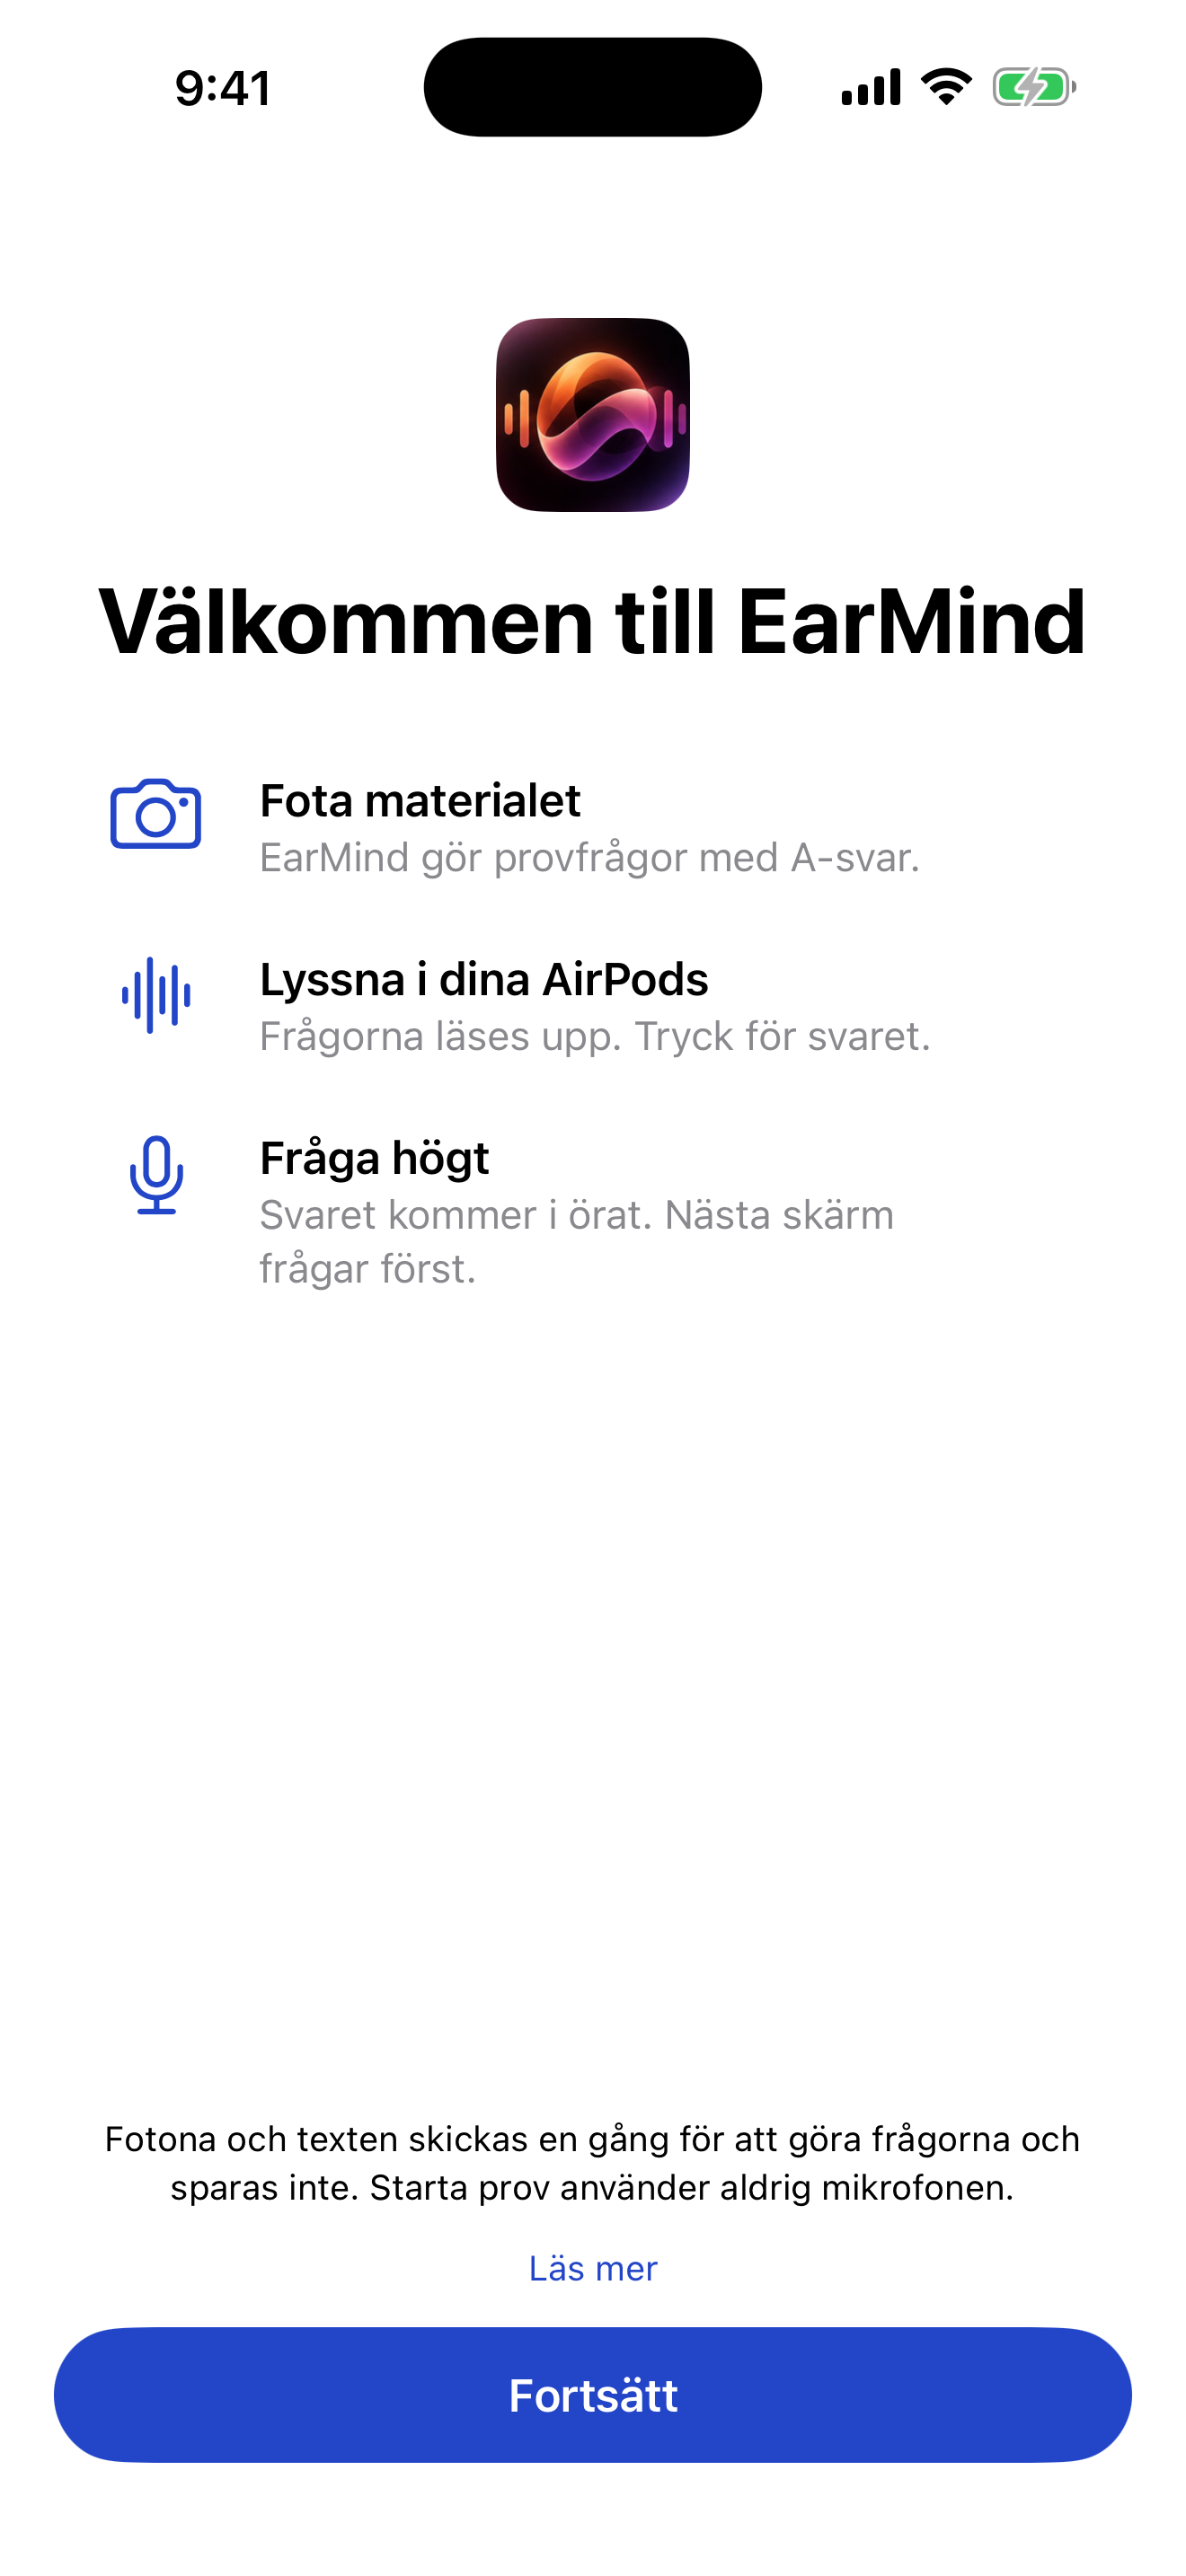 9:41
Välkommen till EarMind
Fota materialet
EarMind gör provfrågor med A-svar.
Lyssna i dina AirPods
Frågorna läses upp. Tryck för svaret.
Fråga högt
Svaret kommer i örat. Nästa skärm
frågar först.
Fotona och texten skickas en gång för att göra frågorna och
sparas inte. Starta prov använder aldrig mikrofonen.
Läs mer
Fortsätt